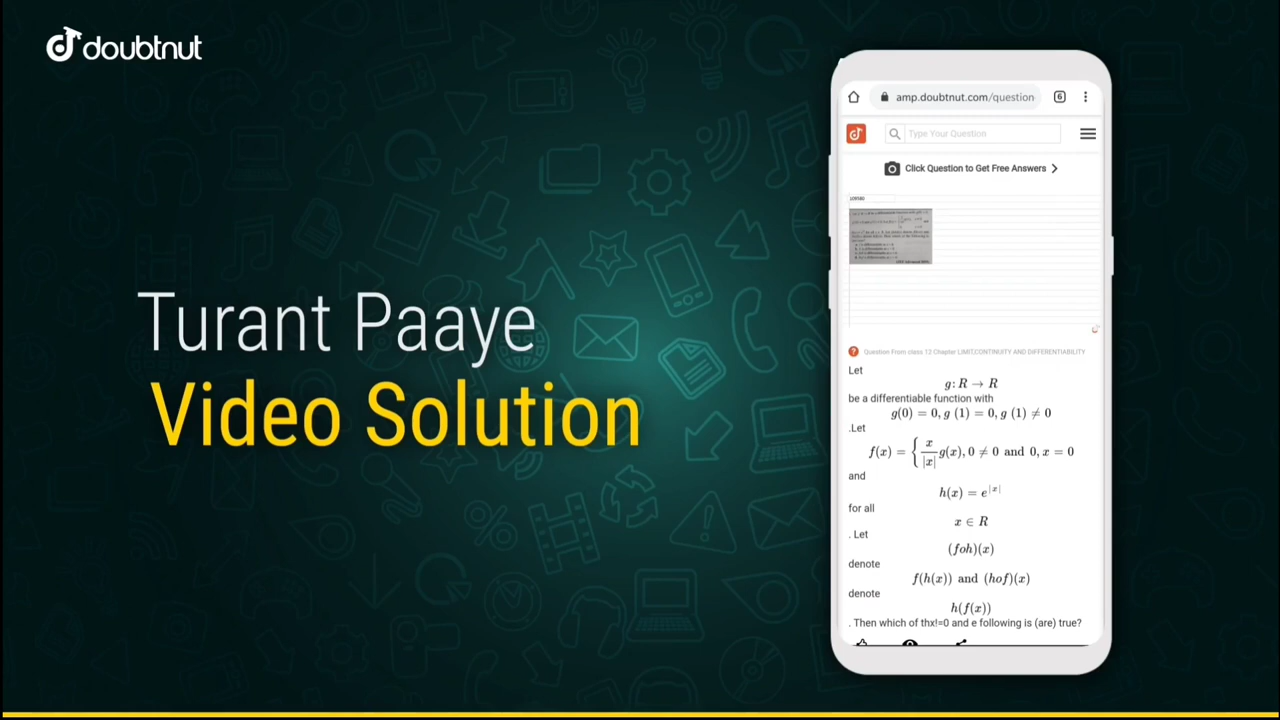 doubtnut
Turant Paaye
Video Solution
amp.doubtnut.com/question
6
Type Your Question
Click Question to Get Free Answers
109580
Question From class 12 Chapter LIMIT,CONTINUITY AND DIFFERENTIABILITY
Let
g: R → R
be a differentiable function with
g(0) = 0, g (1) = 0, g (1) ≠ 0
.Let
f(x) = { x/|x| g(x), 0 ≠ 0 and 0, x = 0
and
h(x) = e^|x|
for all
x ∈ R
. Let
(foh)(x)
denote
f(h(x)) and (hof)(x)
denote
h(f(x))
. Then which of thx!=0 and e following is (are) true?